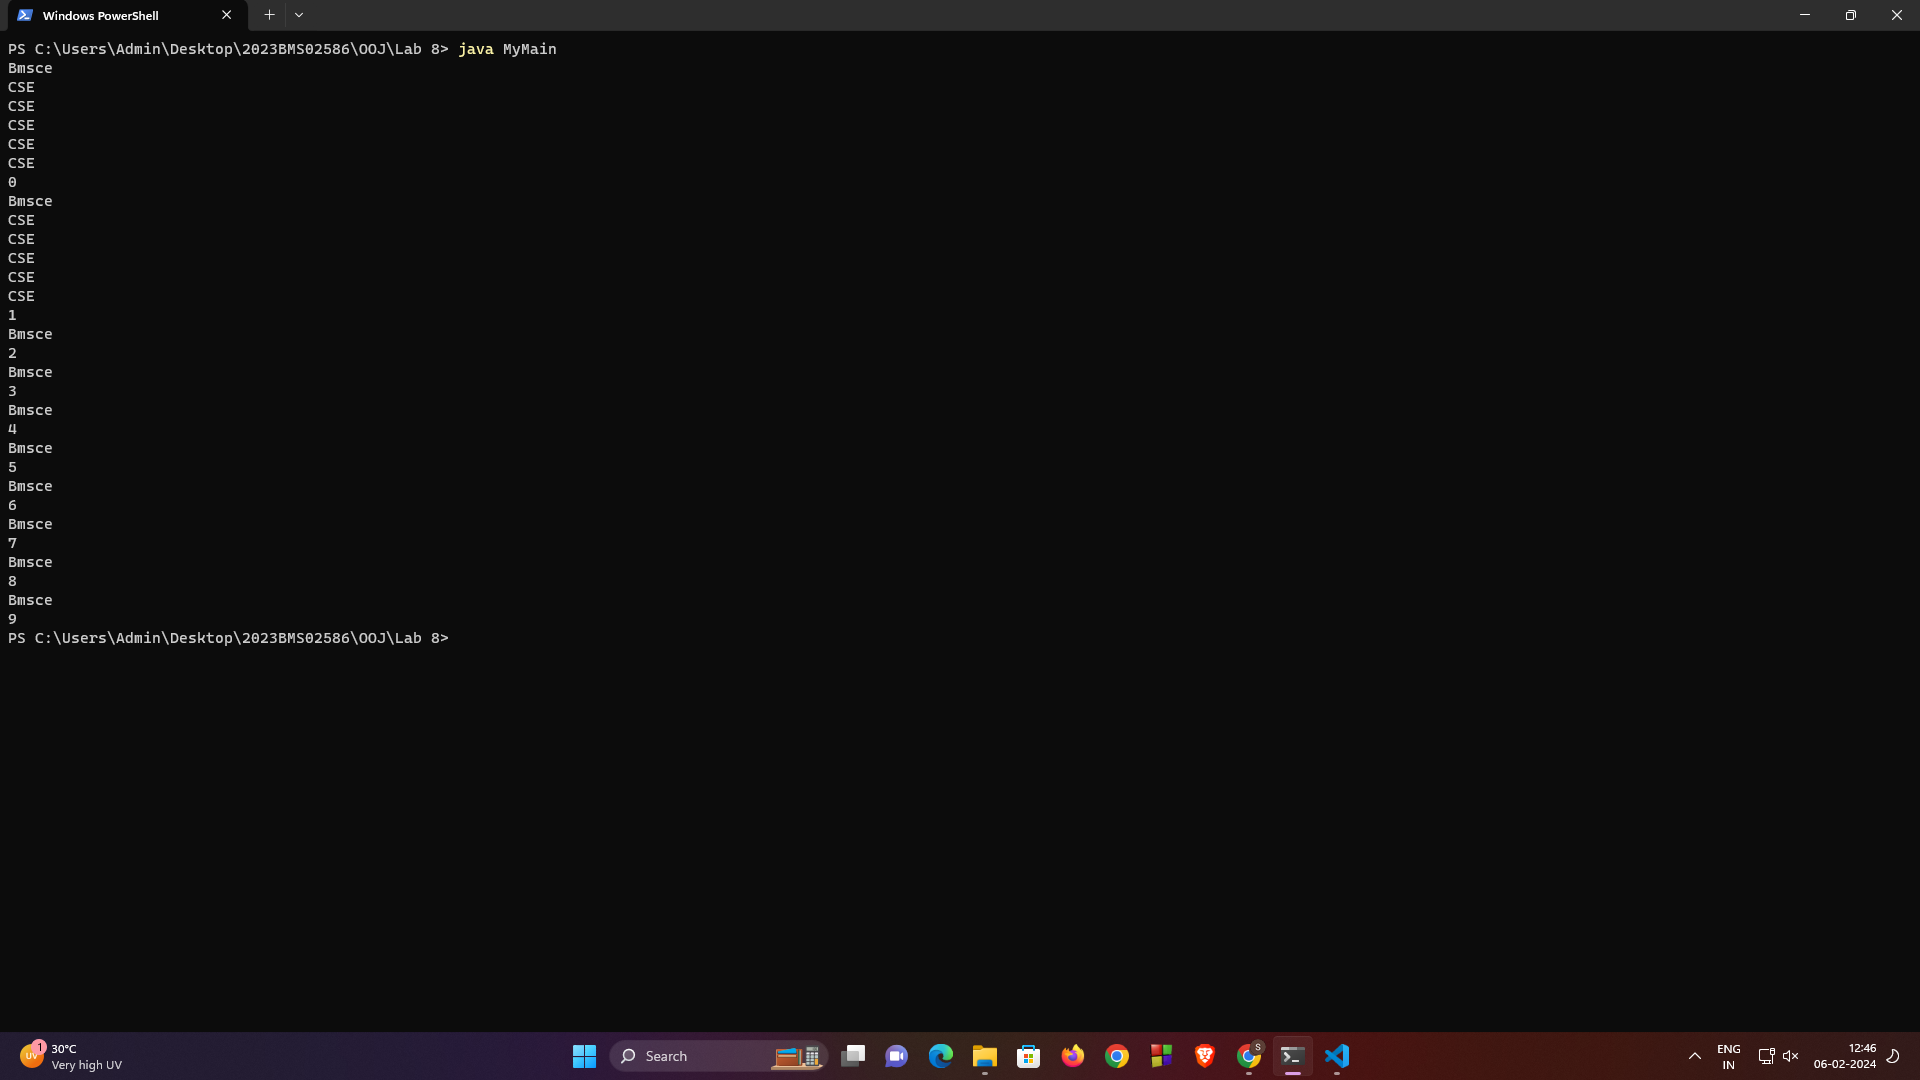 Windows PowerShell
PS C:\Users\Admin\Desktop\2023BMS02586\OOJ\Lab 8> java MyMain
Bmsce
CSE
CSE
CSE
CSE
CSE
0
Bmsce
CSE
CSE
CSE
CSE
CSE
1
Bmsce
2
Bmsce
3
Bmsce
4
Bmsce
5
Bmsce
6
Bmsce
7
Bmsce
8
Bmsce
9
PS C:\Users\Admin\Desktop\2023BMS02586\OOJ\Lab 8>
UV
1
30°C
Very high UV
Search
S
ENG
IN
12:46
06-02-2024